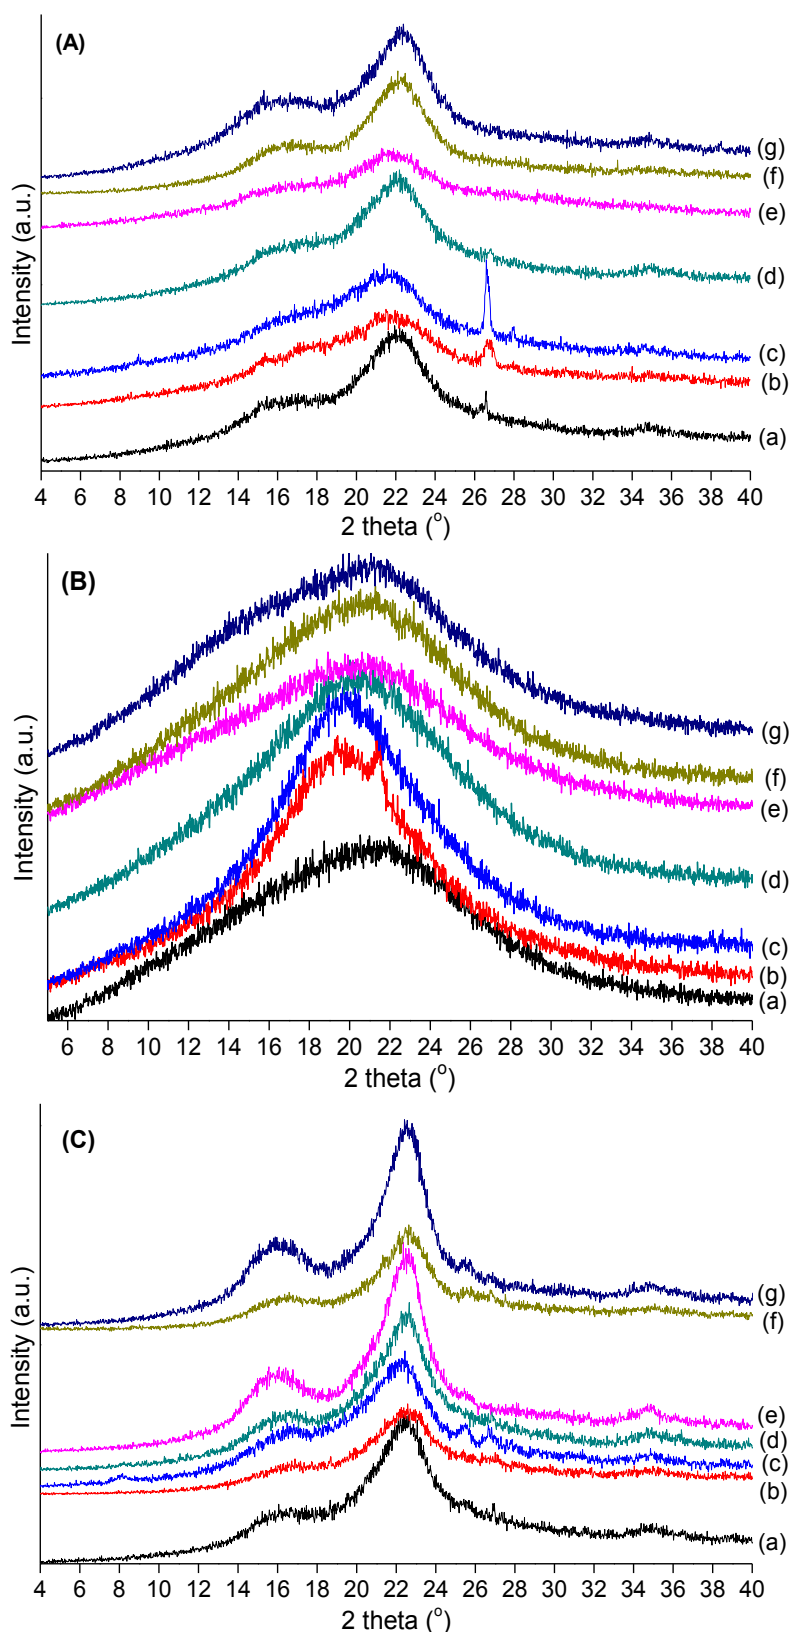 (A)
Intensity (a.u.)
(g)
(f)
(e)
(d)
(c)
(b)
(a)
4 6 8 10 12 14 16 18 20 22 24 26 28 30 32 34 36 38 40
2 theta (°)
(B)
Intensity (a.u.)
(g)
(f)
(e)
(d)
(c)
(b)
(a)
6 8 10 12 14 16 18 20 22 24 26 28 30 32 34 36 38 40
2 theta (°)
(C)
Intensity (a.u.)
(g)
(f)
(e)
(d)
(c)
(b)
(a)
4 6 8 10 12 14 16 18 20 22 24 26 28 30 32 34 36 38 40
2 theta (°)